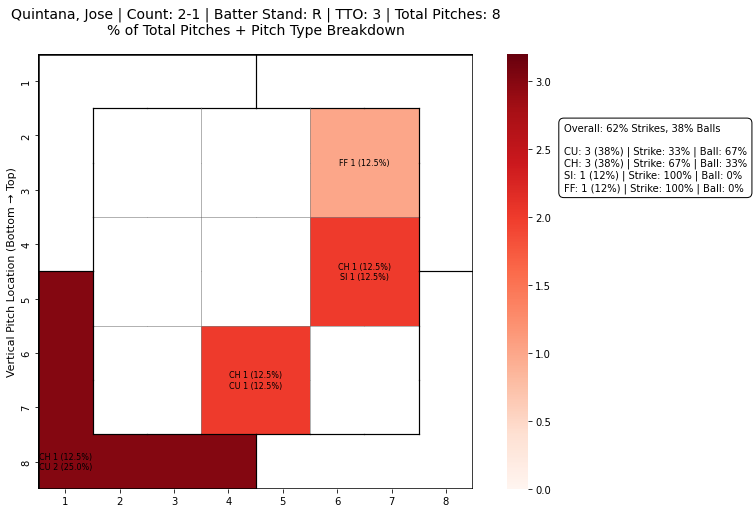 Quintana, Jose | Count: 2-1 | Batter Stand: R | TTO: 3 | Total Pitches: 8
% of Total Pitches + Pitch Type Breakdown
Vertical Pitch Location (Bottom → Top)
1
2
3
4
5
6
7
8
FF 1 (12.5%)
CH 1 (12.5%)
SI 1 (12.5%)
CH 1 (12.5%)
CU 1 (12.5%)
CH 1 (12.5%)
CU 2 (25.0%)
1 2 3 4 5 6 7 8
3.0
2.5
2.0
1.5
1.0
0.5
0.0
Overall: 62% Strikes, 38% Balls
CU: 3 (38%) | Strike: 33% | Ball: 67%
CH: 3 (38%) | Strike: 67% | Ball: 33%
SI: 1 (12%) | Strike: 100% | Ball: 0%
FF: 1 (12%) | Strike: 100% | Ball: 0%